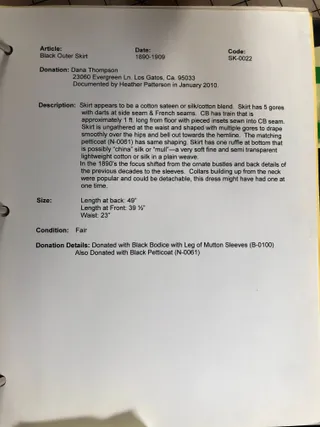 Article: Date: Code:
Black Outer Skirt 1890-1909 SK-0022
Donation: Dana Thompson
23060 Evergreen Ln. Los Gatos, Ca. 95033
Documented by Heather Patterson in January 2010.
Description: Skirt appears to be a cotton sateen or silk/cotton blend. Skirt has 5 gores
with darts at side seam & French seams. CB has train that is
approximately 1 ft. long from floor with pieced insets sewn into CB seam.
Skirt is ungathered at the waist and shaped with multiple gores to drape
smoothly over the hips and bell out towards the hemline. The matching
petticoat (N-0061) has same shaping. Skirt has one ruffle at bottom that
is possibly "china" silk or "mull"—a very soft fine and semi transparent
lightweight cotton or silk in a plain weave.
In the 1890's the focus shifted from the ornate bustles and back details of
the previous decades to the sleeves. Collars building up from the neck
were popular and could be detachable, this dress might have had one at
one time.
Size: Length at back: 49"
Length at Front: 39 ½"
Waist: 23"
Condition: Fair
Donation Details: Donated with Black Bodice with Leg of Mutton Sleeves (B-0100)
Also Donated with Black Petticoat (N-0061)